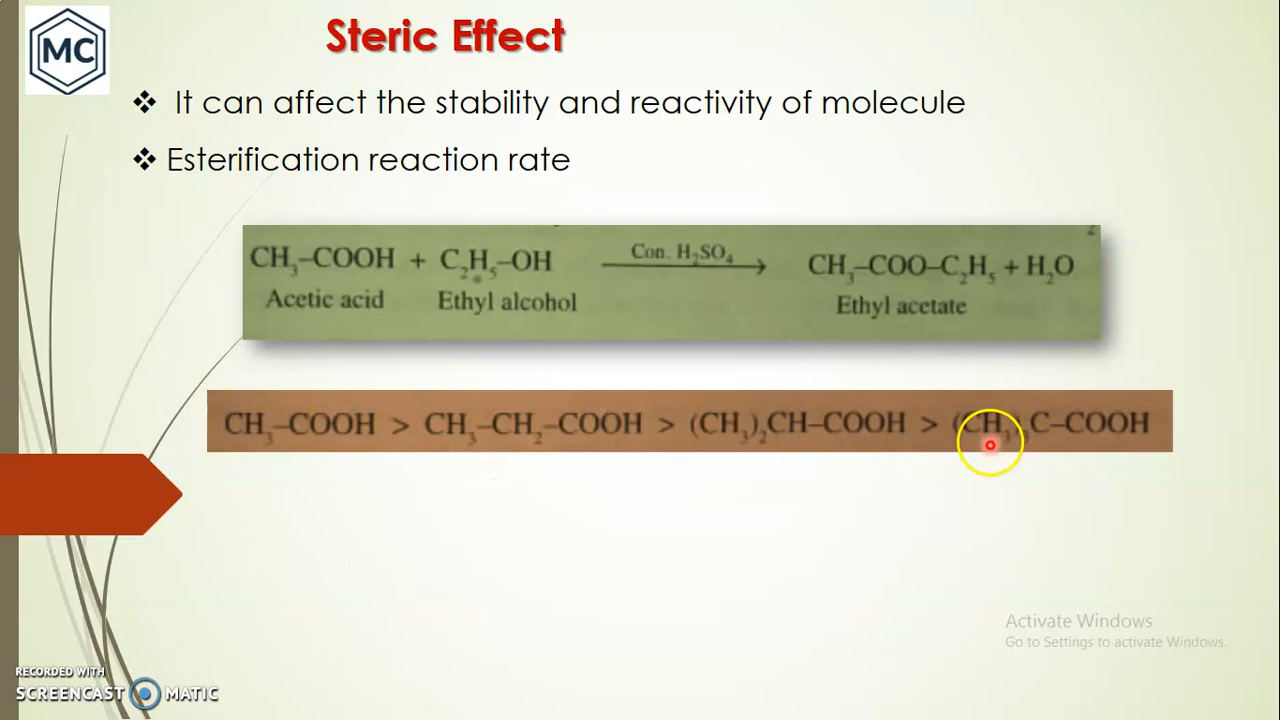 MC
Steric Effect
❖ It can affect the stability and reactivity of molecule
❖ Esterification reaction rate
2
CH₃–COOH + C₂H₅–OH Con. H₂SO₄ → CH₃–COO–C₂H₅ + H₂O
Acetic acid Ethyl alcohol Ethyl acetate
CH₃–COOH > CH₃–CH₂–COOH > (CH₃)₂CH–COOH > (CH₃ C–COOH
Activate Windows
Go to Settings to activate Windows.
RECORDED WITH
SCREENCAST MATIC